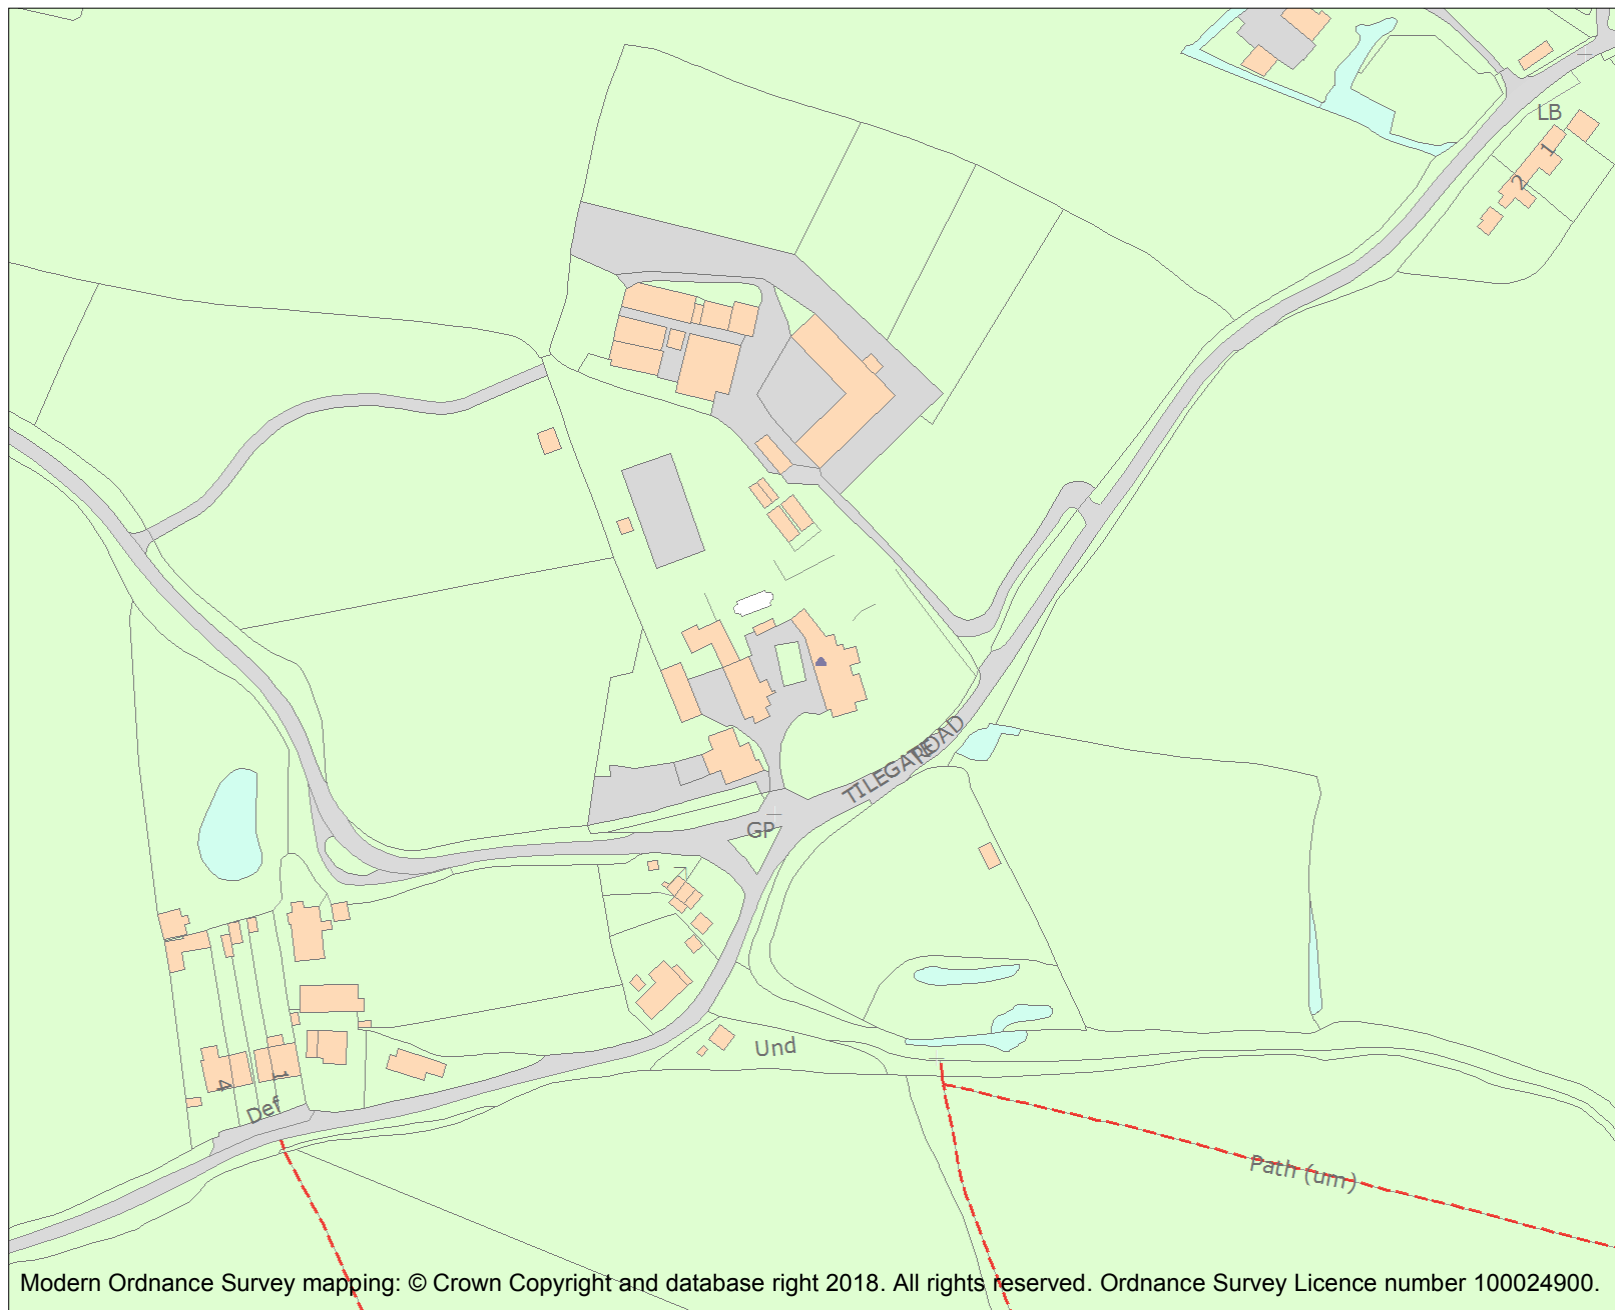 LB
1
2
TILEGATE ROAD
GP
Und
4
1
Def
Path (um)
Modern Ordnance Survey mapping: © Crown Copyright and database right 2018. All rights reserved. Ordnance Survey Licence number 100024900.